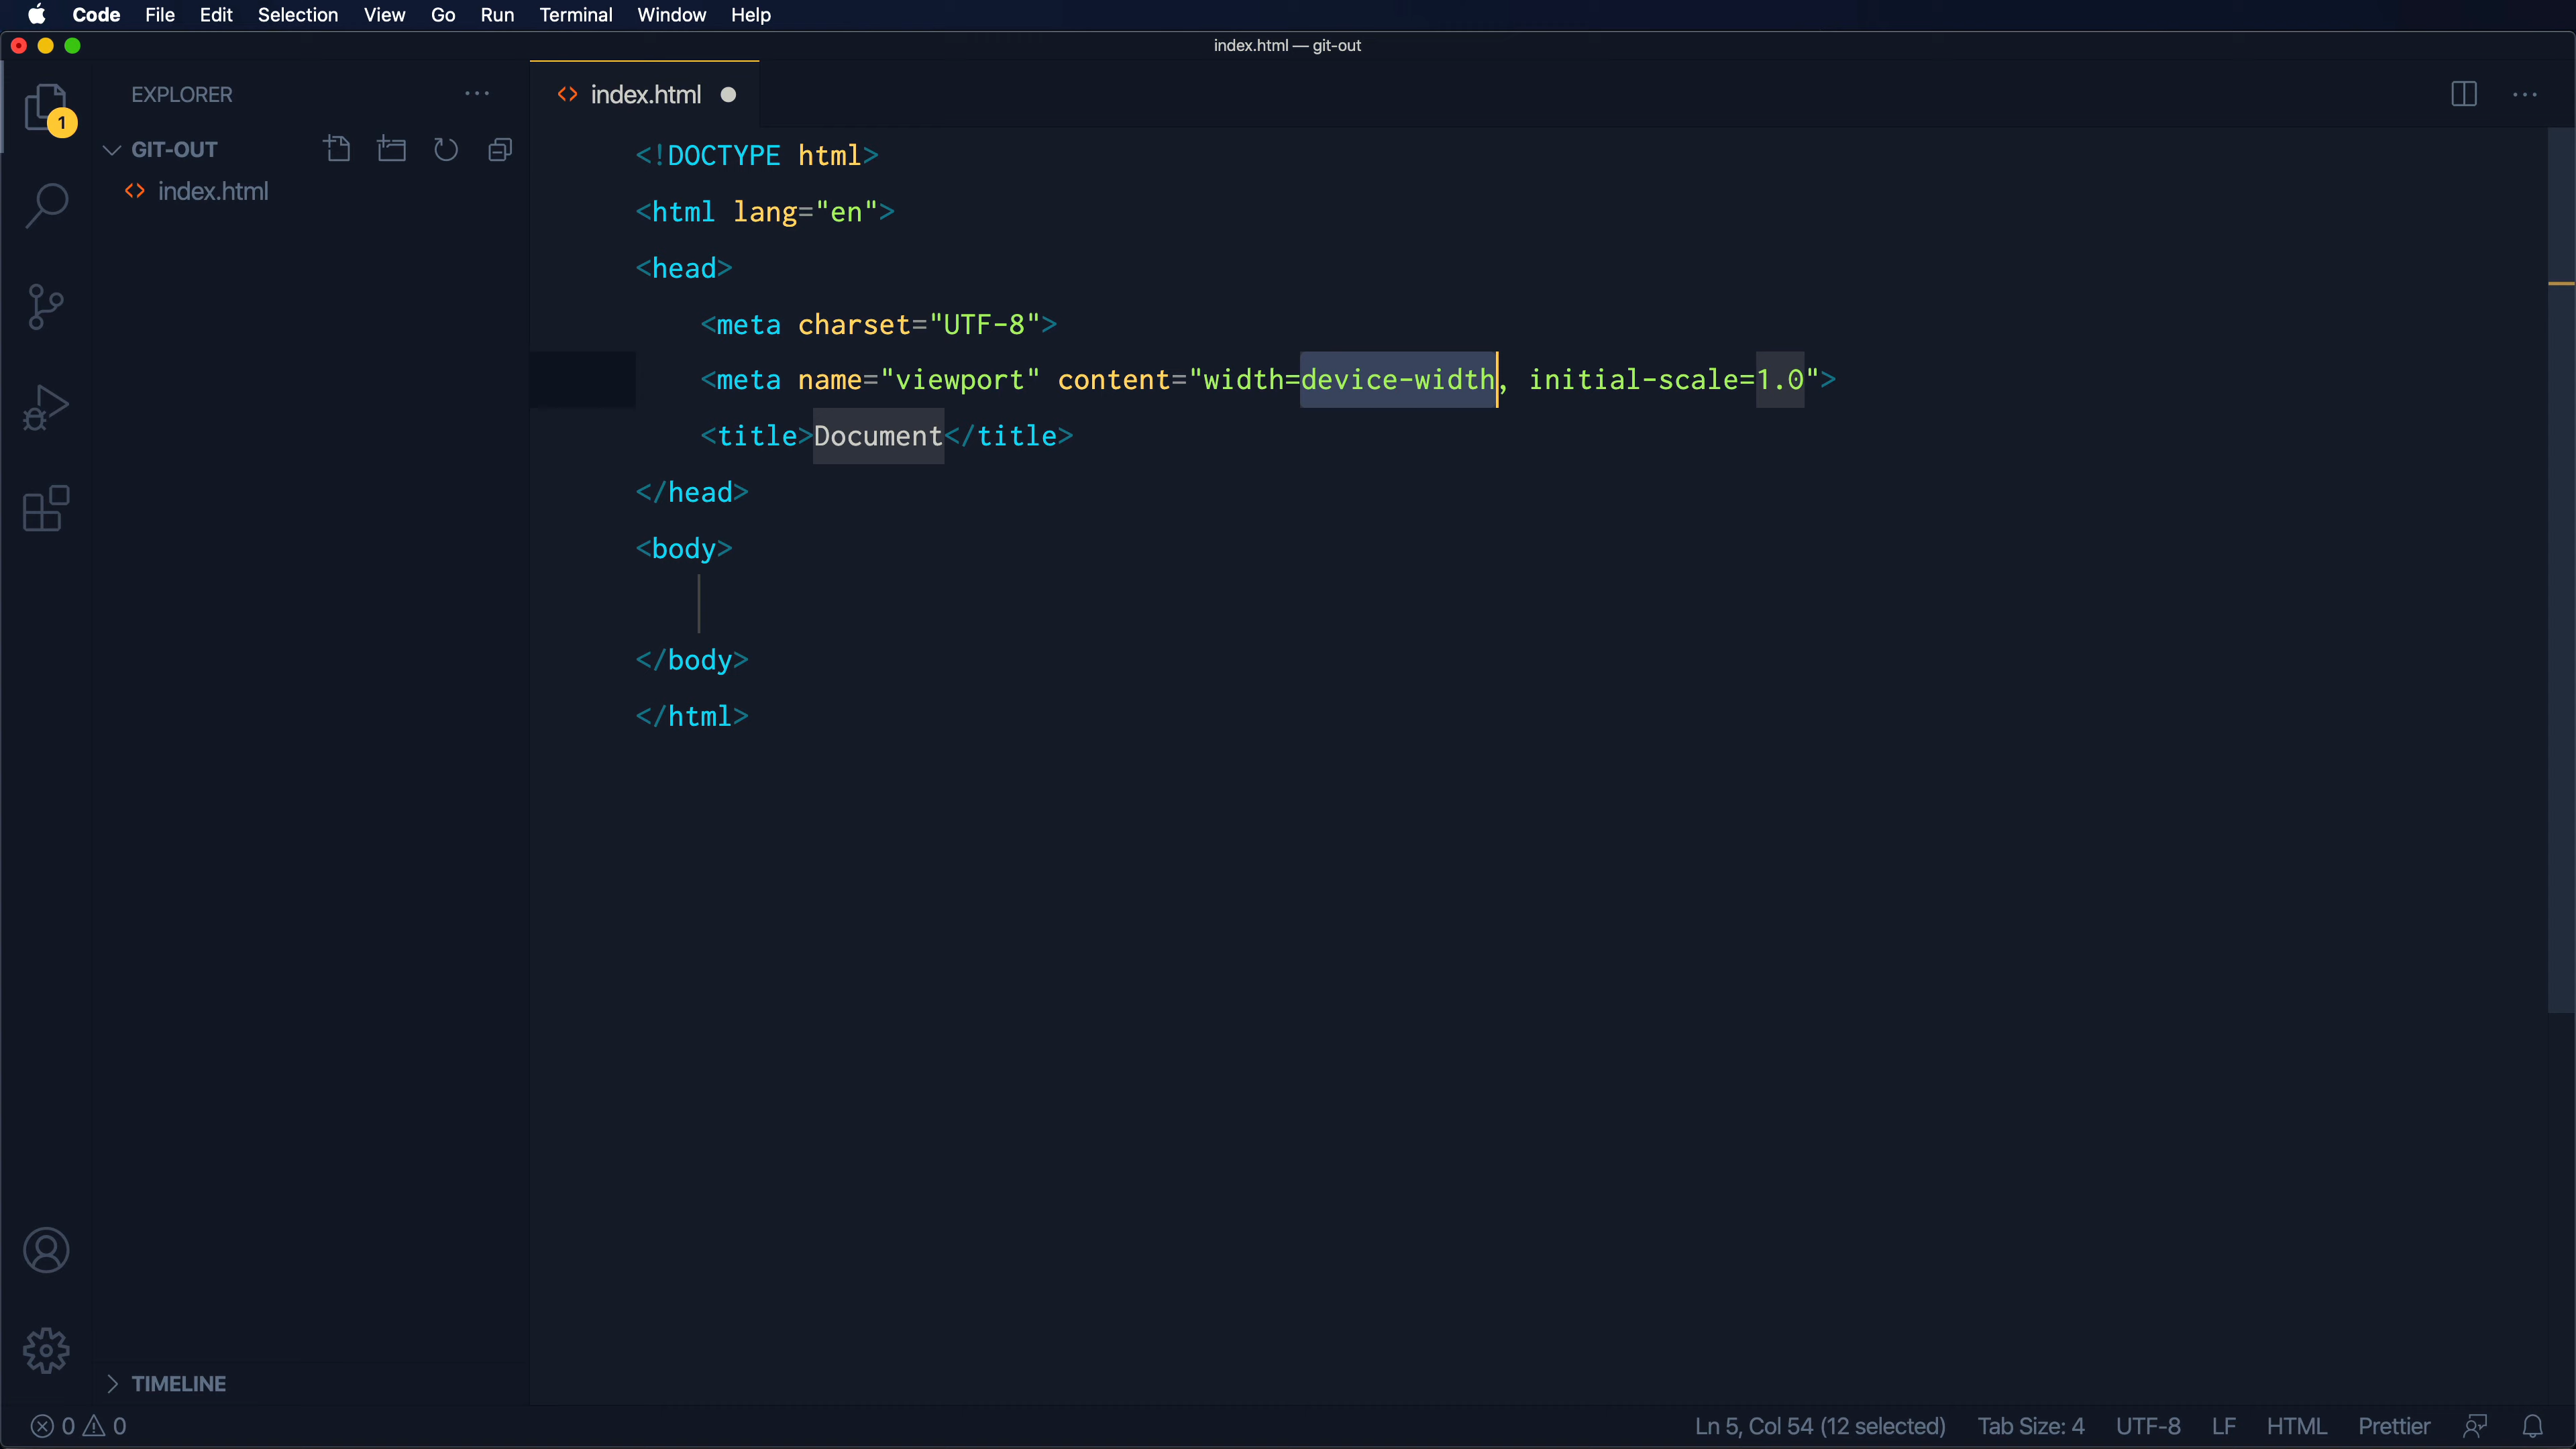 Code File Edit Selection View Go Run Terminal Window Help
index.html — git-out
EXPLORER
1
GIT-OUT
index.html
index.html
<!DOCTYPE html>
<html lang="en">
<head>
    <meta charset="UTF-8">
    <meta name="viewport" content="width=device-width, initial-scale=1.0">
    <title>Document</title>
</head>
<body>
</body>
</html>
TIMELINE
0 0
Ln 5, Col 54 (12 selected) Tab Size: 4 UTF-8 LF HTML Prettier